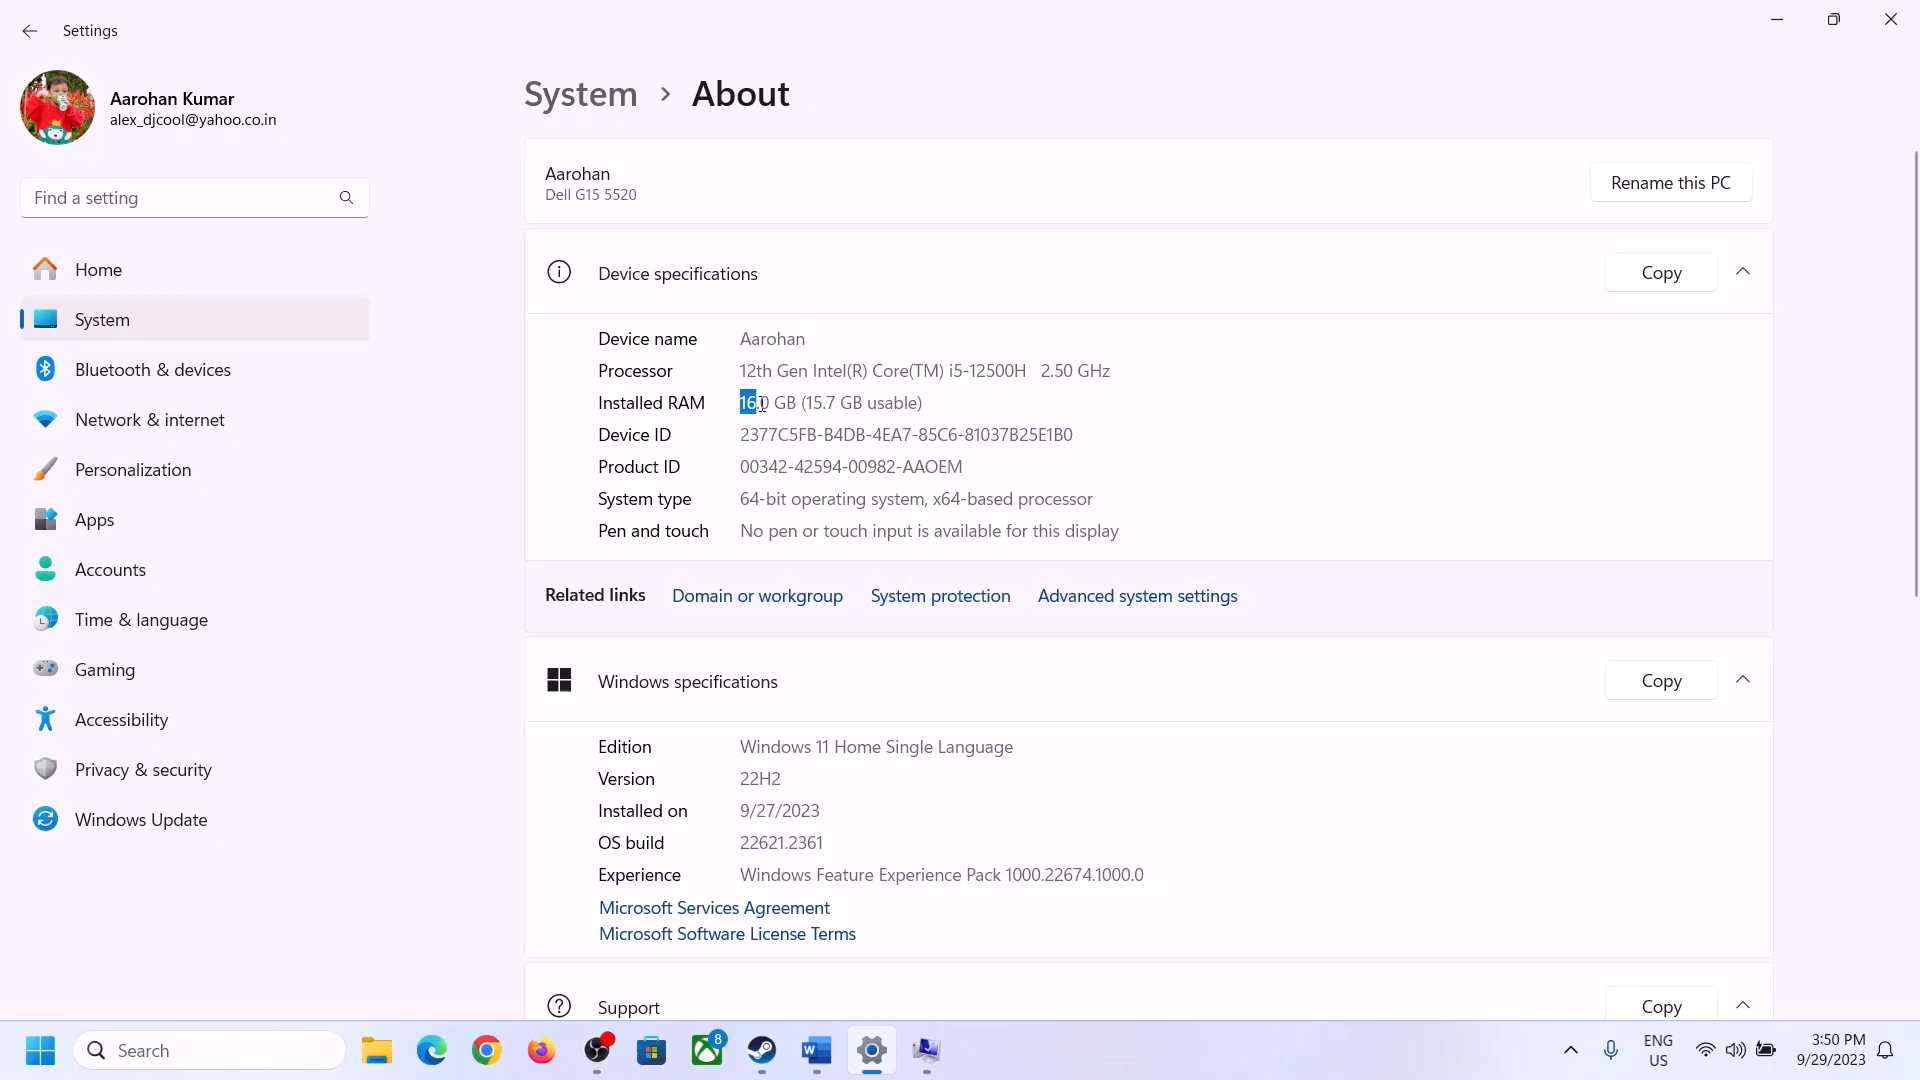 Settings
Aarohan Kumar
alex_djcool@yahoo.co.in
Find a setting
Home
System
Bluetooth & devices
Network & internet
Personalization
Apps
Accounts
Time & language
Gaming
Accessibility
Privacy & security
Windows Update
System > About
Aarohan
Dell G15 5520
Rename this PC
Device specifications
Copy
Device name Aarohan
Processor 12th Gen Intel(R) Core(TM) i5-12500H 2.50 GHz
Installed RAM 16.0 GB (15.7 GB usable)
Device ID 2377C5FB-B4DB-4EA7-85C6-81037B25E1B0
Product ID 00342-42594-00982-AAOEM
System type 64-bit operating system, x64-based processor
Pen and touch No pen or touch input is available for this display
Related links Domain or workgroup System protection Advanced system settings
Windows specifications
Copy
Edition Windows 11 Home Single Language
Version 22H2
Installed on 9/27/2023
OS build 22621.2361
Experience Windows Feature Experience Pack 1000.22674.1000.0
Microsoft Services Agreement
Microsoft Software License Terms
Support
Copy
Search
8
ENG
US
3:50 PM
9/29/2023